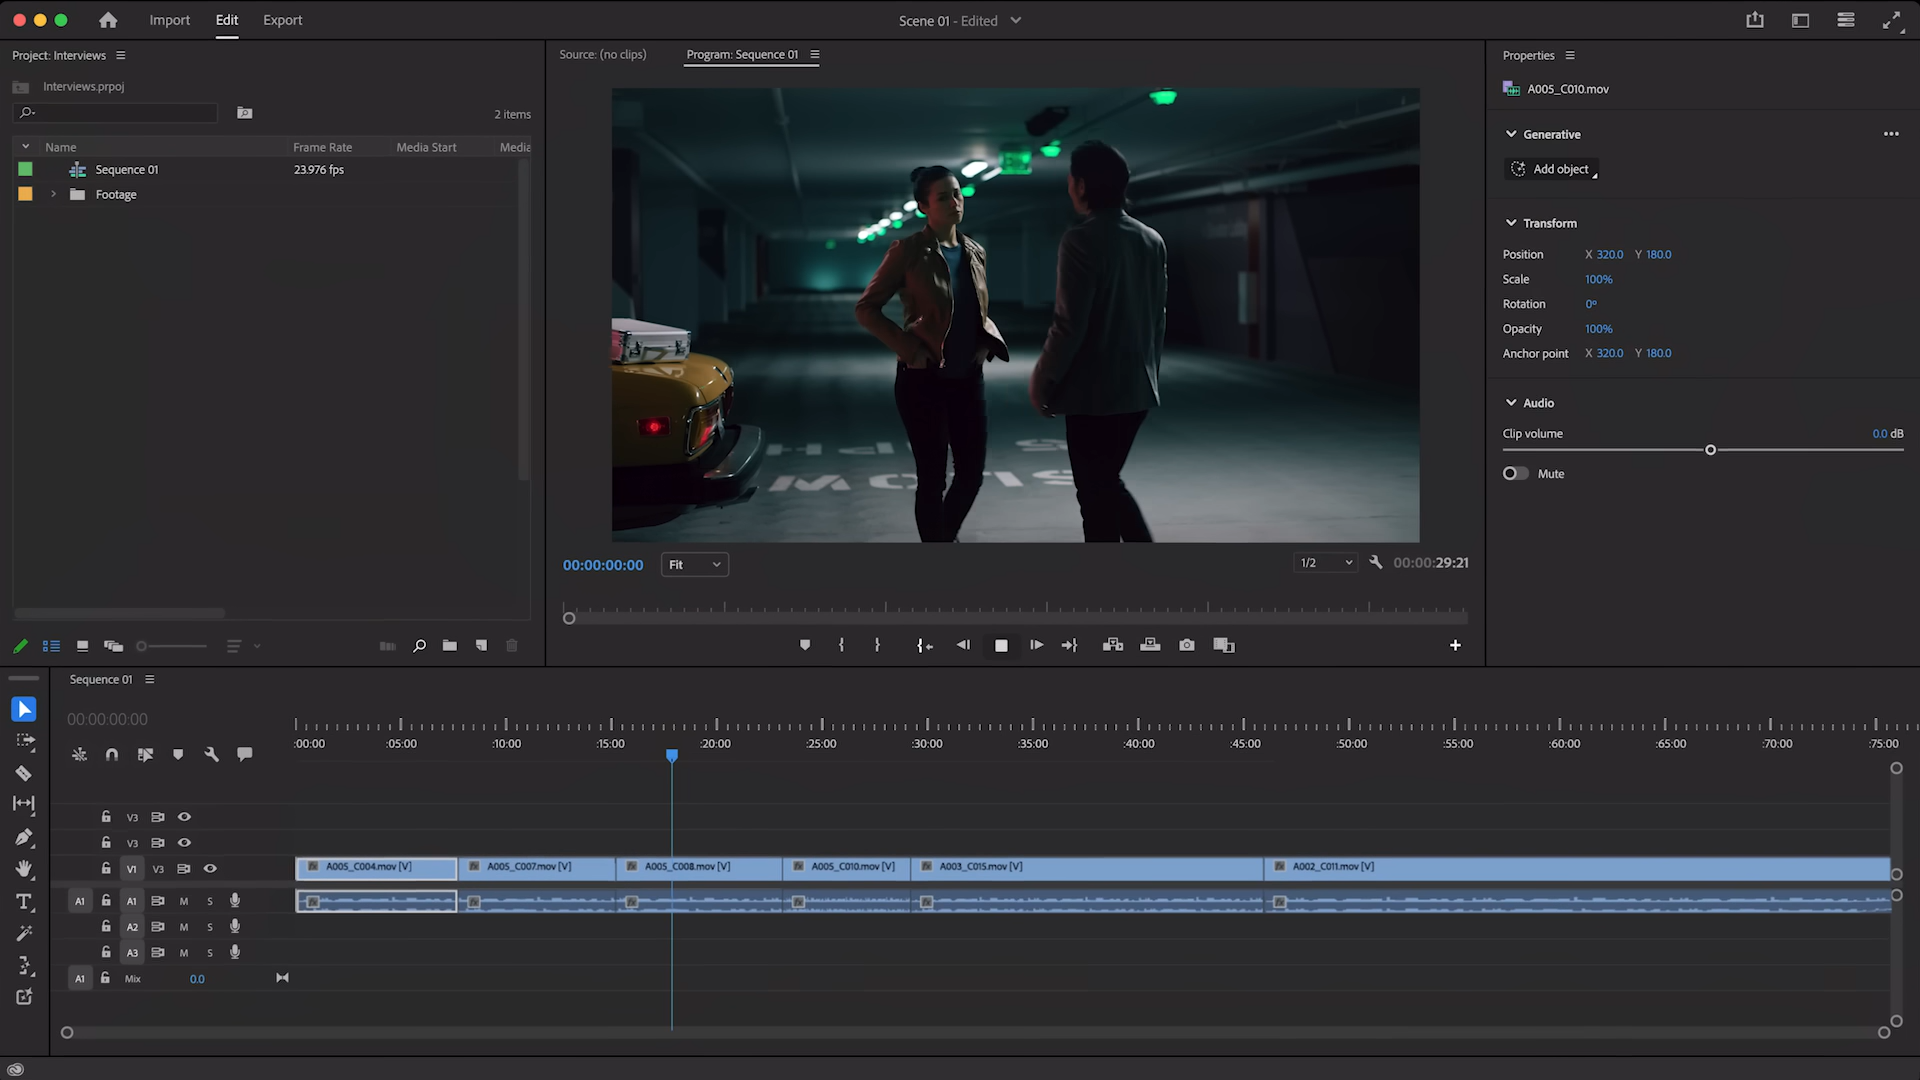 Import Edit Export
Scene 01 - Edited
Project: Interviews
Interviews.prpoj
2 items
Name Frame Rate Media Start Media
Sequence 01 23.976 fps
Footage
Source: (no clips) Program: Sequence 01
00:00:00:00 Fit 1/2 00:00:29:21
Properties
A005_C010.mov
Generative
Add object
Transform
Position X 320.0 Y 180.0
Scale 100%
Rotation 0º
Opacity 100%
Anchor point X 320.0 Y 180.0
Audio
Clip volume 0.0 dB
Mute
Sequence 01
00:00:00:00
:00:00 :05:00 :10:00 :15:00 :20:00 :25:00 :30:00 :35:00 :40:00 :45:00 :50:00 :55:00 :60:00 :65:00 :70:00 :75:00
V3
V3
V1 V3 A005_C004.mov [V] A005_C007.mov [V] A005_C008.mov [V] A005_C010.mov [V] A003_C015.mov [V] A002_C011.mov [V]
A1 A1 M S
A2 M S
A3 M S
A1 Mix 0.0